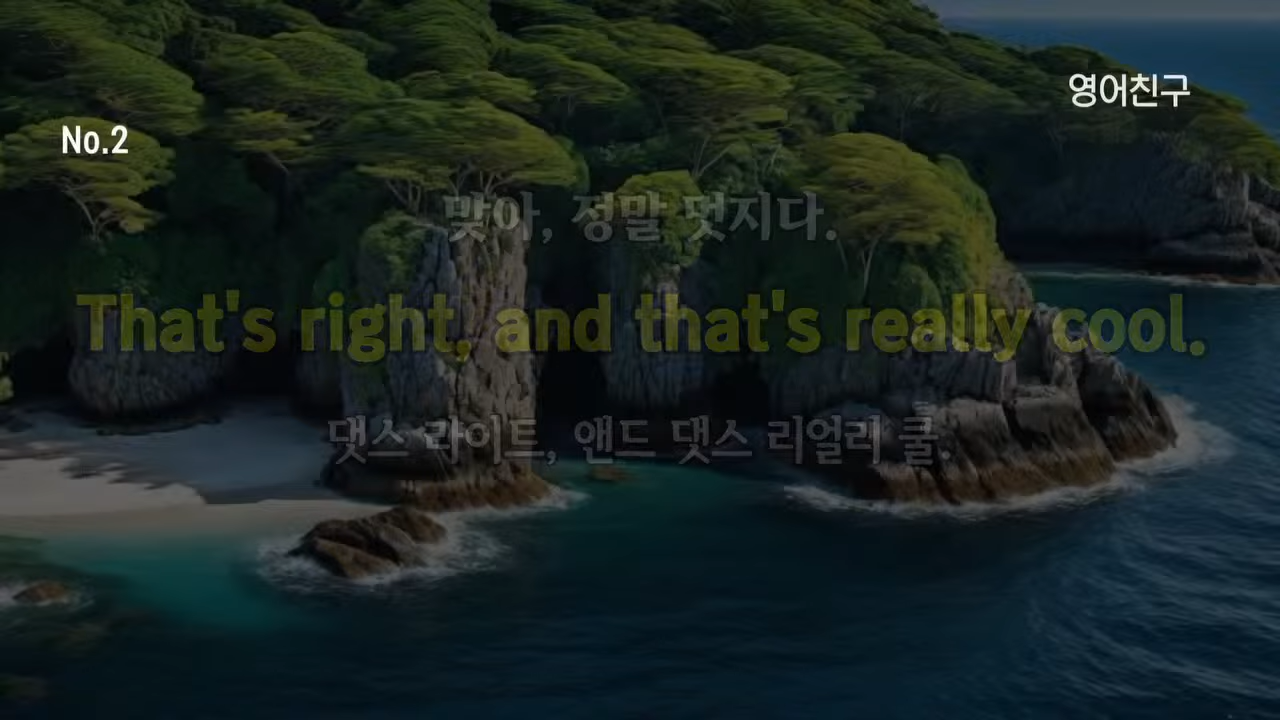 영어친구
No.2
맞아, 정말 멋지다.
That's right, and that's really cool.
댓스 라이트, 앤드 댓스 리얼리 쿨.